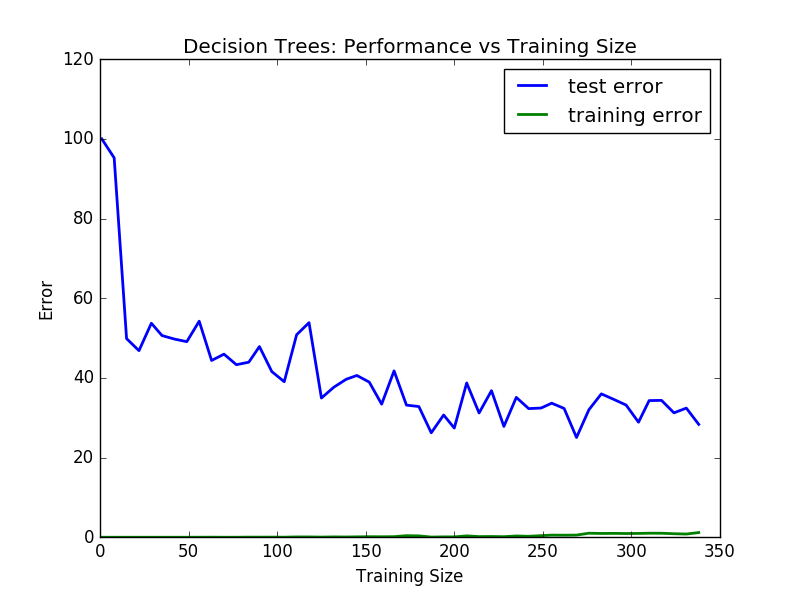 Decision Trees: Performance vs Training Size
120
100
80
60
40
20
0
Error
test error
training error
0 50 100 150 200 250 300 350
Training Size